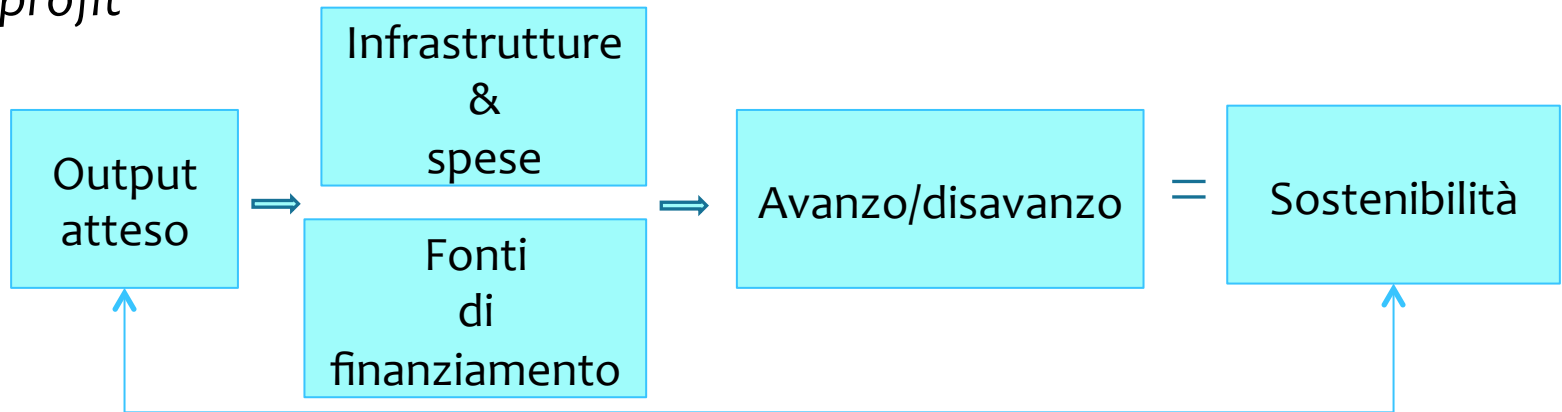 profit
Output
atteso
Infrastrutture
&
spese
Fonti
di
finanziamento
Avanzo/disavanzo
=
Sostenibilità